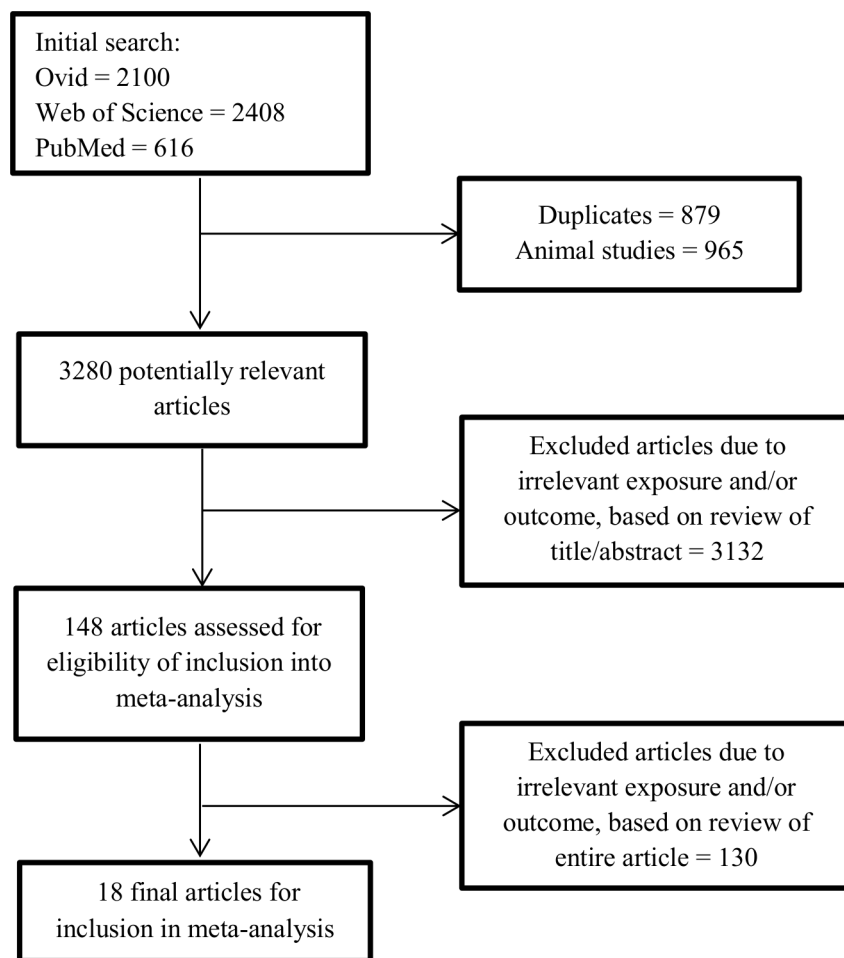 Initial search:
Ovid = 2100
Web of Science = 2408
PubMed = 616
Duplicates = 879
Animal studies = 965
3280 potentially relevant
articles
Excluded articles due to
irrelevant exposure and/or
outcome, based on review of
title/abstract = 3132
148 articles assessed for
eligibility of inclusion into
meta-analysis
Excluded articles due to
irrelevant exposure and/or
outcome, based on review of
entire article = 130
18 final articles for
inclusion in meta-analysis